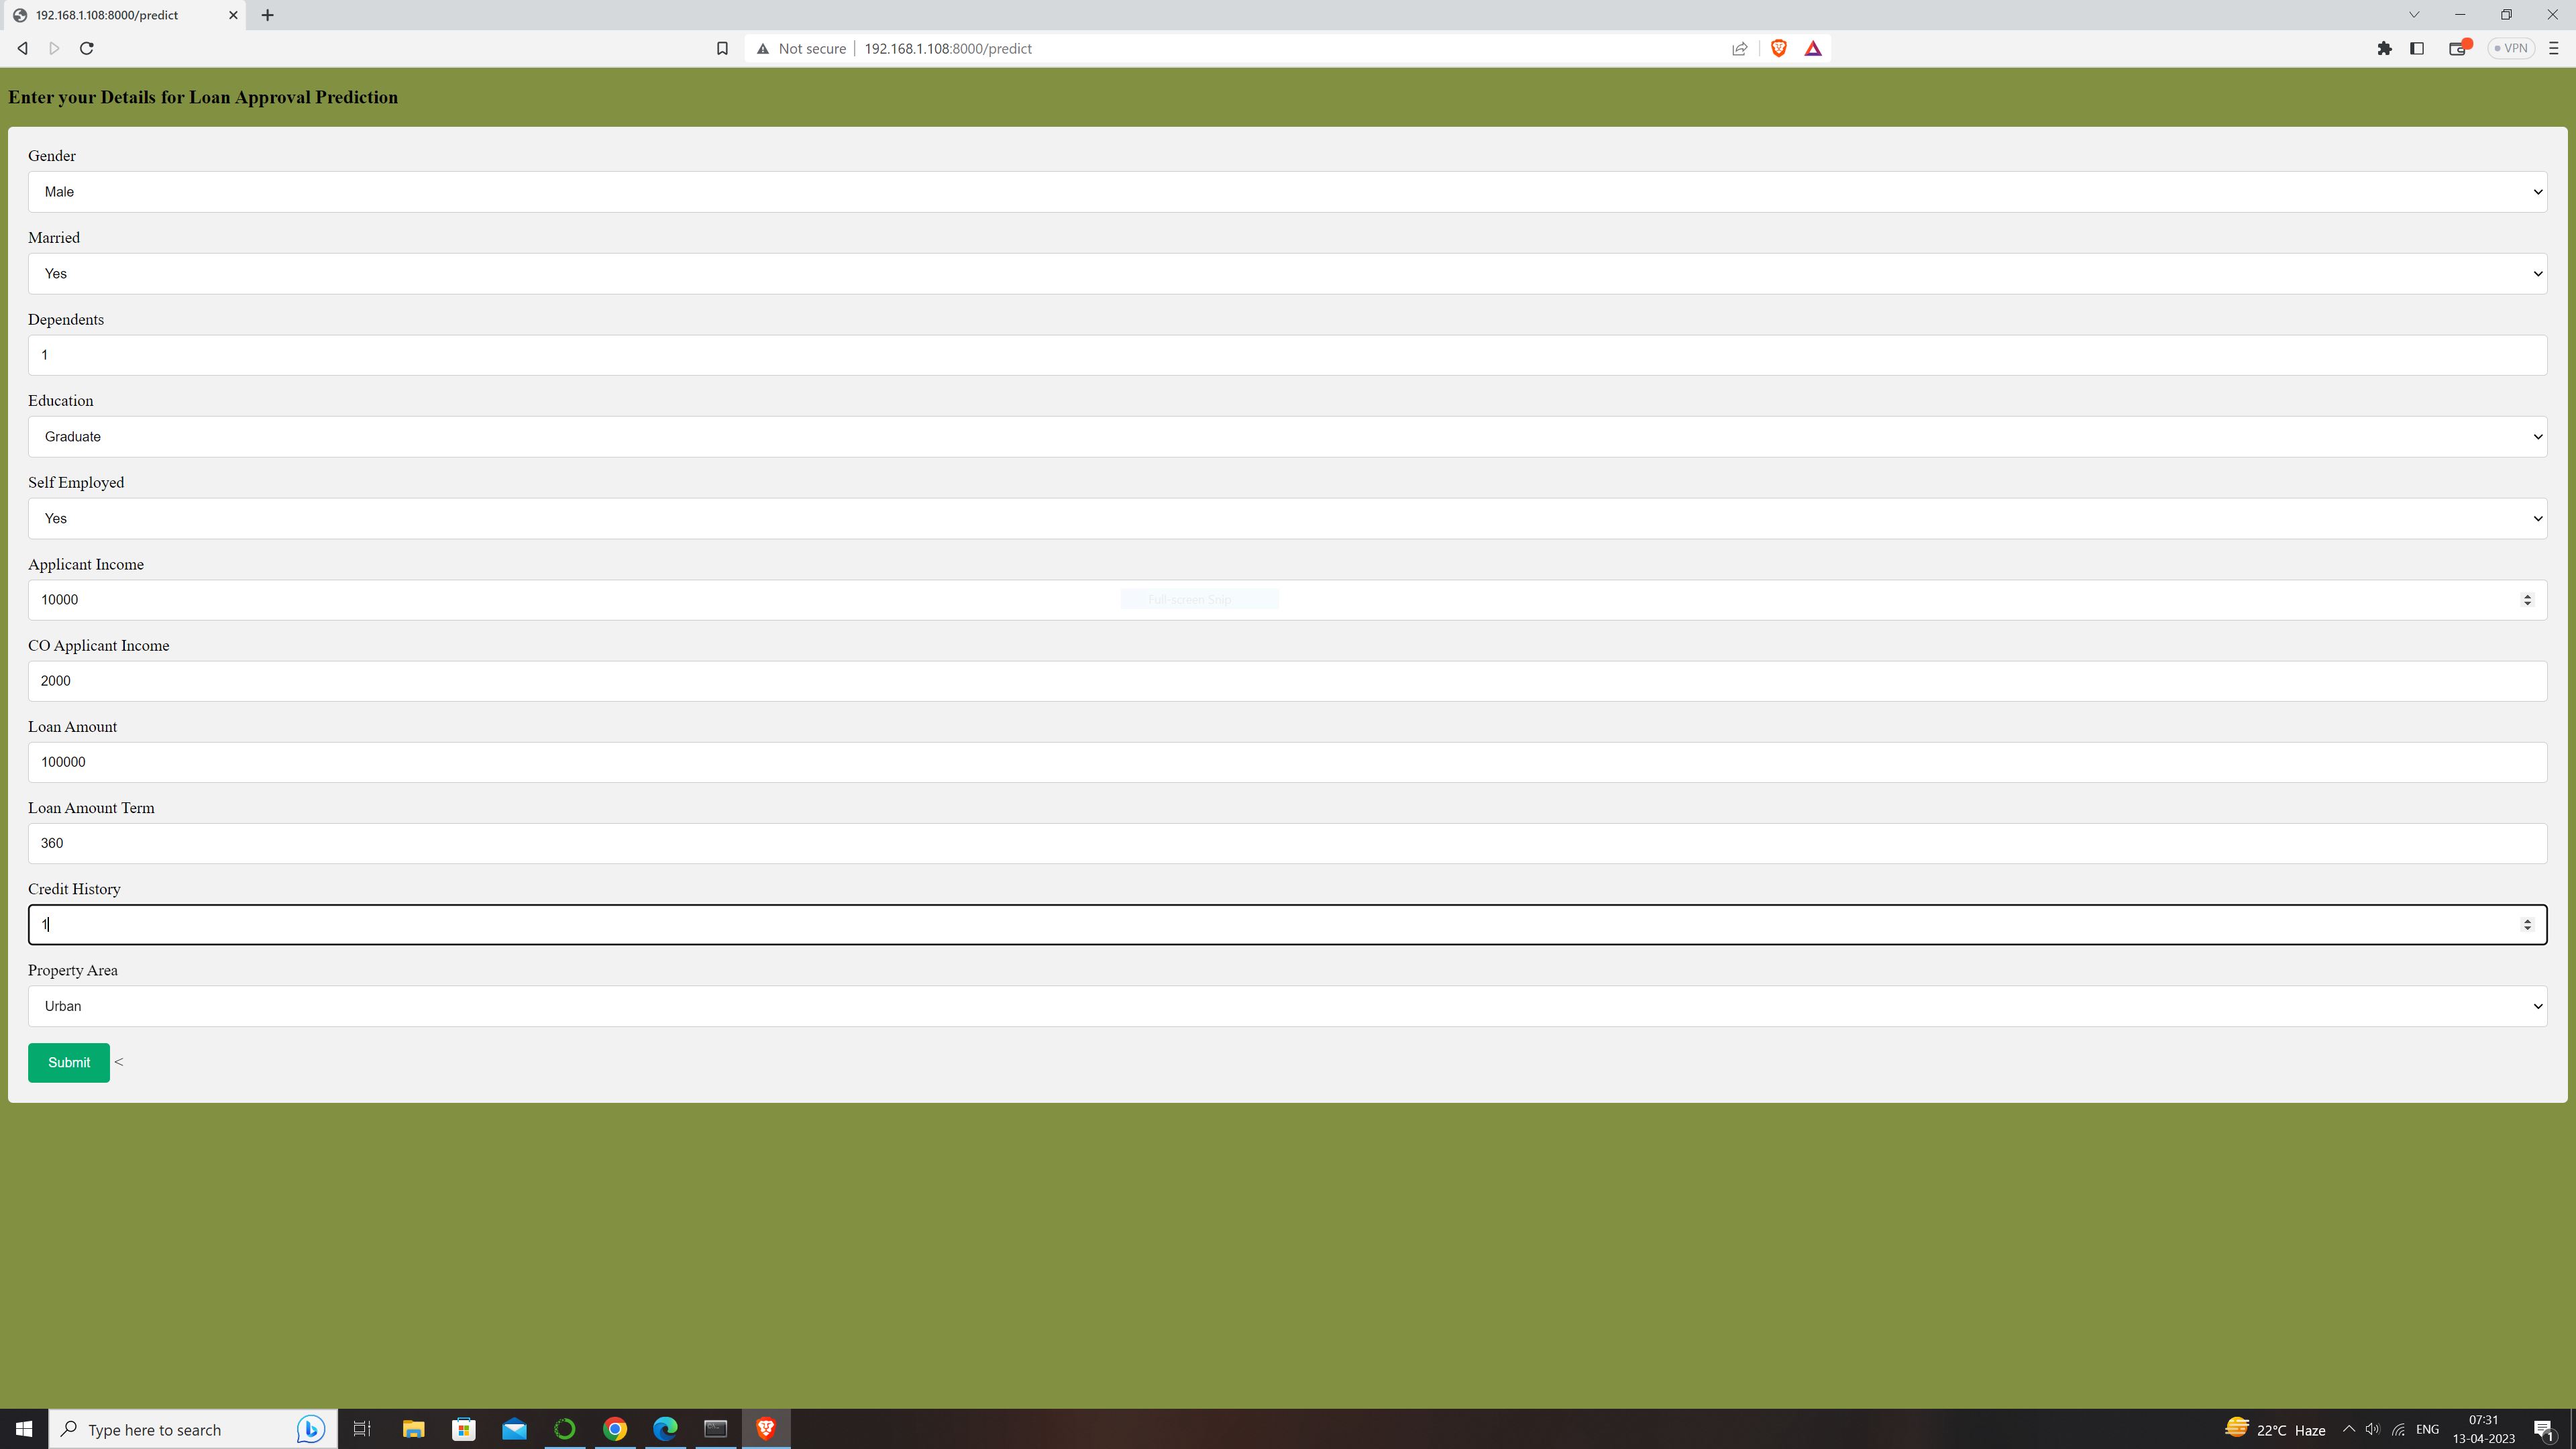 192.168.1.108:8000/predict
Not secure 192.168.1.108:8000/predict
VPN
Enter your Details for Loan Approval Prediction
Gender
Male
Married
Yes
Dependents
1
Education
Graduate
Self Employed
Yes
Applicant Income
10000
Full-screen Snip
CO Applicant Income
2000
Loan Amount
100000
Loan Amount Term
360
Credit History
1
Property Area
Urban
Submit <
Type here to search
22°C Haze
ENG
07:31
13-04-2023
1